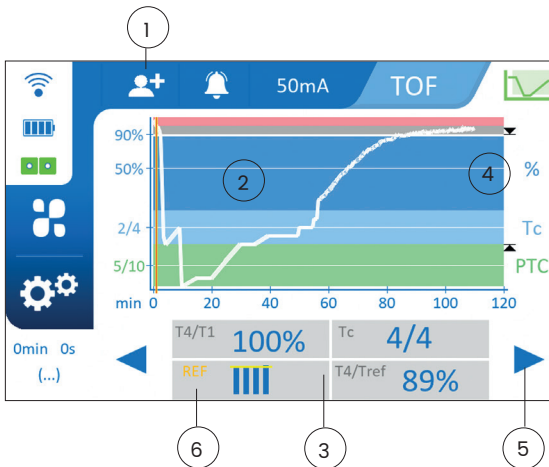 1
50mA TOF
90%
50%
2/4
5/10
2
4
%
Tc
PTC
min 0 20 40 60 80 100 120
0min 0s
(...)
T4/T1 100%
Tc 4/4
REF
T4/Tref 89%
6
3
5